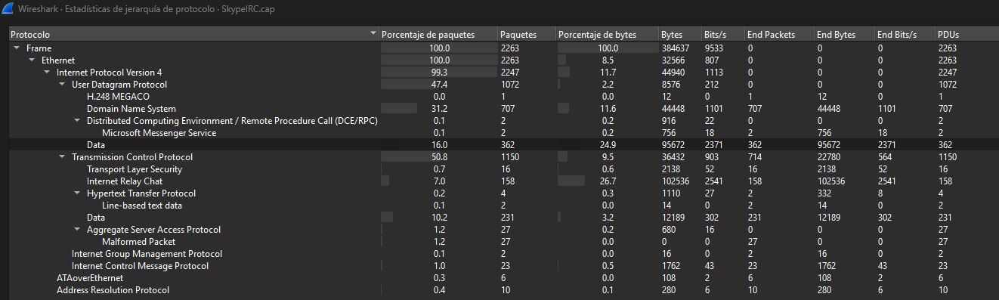 Wireshark · Estadísticas de jerarquía de protocolo · SkypeIRC.cap
Protocolo Porcentaje de paquetes Paquetes Porcentaje de bytes Bytes Bits/s End Packets End Bytes End Bits/s PDUs
Frame 100.0 2263 100.0 384637 9533 0 0 0 2263
Ethernet 100.0 2263 8.5 32566 807 0 0 0 2263
Internet Protocol Version 4 99.3 2247 11.7 44940 1113 0 0 0 2247
User Datagram Protocol 47.4 1072 2.2 8576 212 0 0 0 1072
H.248 MEGACO 0.0 1 0.0 12 0 1 12 0 1
Domain Name System 31.2 707 11.6 44448 1101 707 44448 1101 707
Distributed Computing Environment / Remote Procedure Call (DCE/RPC) 0.1 2 0.2 916 22 0 0 0 2
Microsoft Messenger Service 0.1 2 0.2 756 18 2 756 18 2
Data 16.0 362 24.9 95672 2371 362 95672 2371 362
Transmission Control Protocol 50.8 1150 9.5 36432 903 714 22780 564 1150
Transport Layer Security 0.7 16 0.6 2138 52 16 2138 52 16
Internet Relay Chat 7.0 158 26.7 102536 2541 158 102536 2541 158
Hypertext Transfer Protocol 0.2 4 0.3 1110 27 2 332 8 4
Line-based text data 0.1 2 0.0 14 0 2 14 0 2
Data 10.2 231 3.2 12189 302 231 12189 302 231
Aggregate Server Access Protocol 1.2 27 0.2 680 16 0 0 0 27
Malformed Packet 1.2 27 0.0 0 0 27 0 0 27
Internet Group Management Protocol 0.1 2 0.0 16 0 2 16 0 2
Internet Control Message Protocol 1.0 23 0.5 1762 43 23 1762 43 23
ATAoverEthernet 0.3 6 0.0 108 2 6 108 2 6
Address Resolution Protocol 0.4 10 0.1 280 6 10 280 6 10